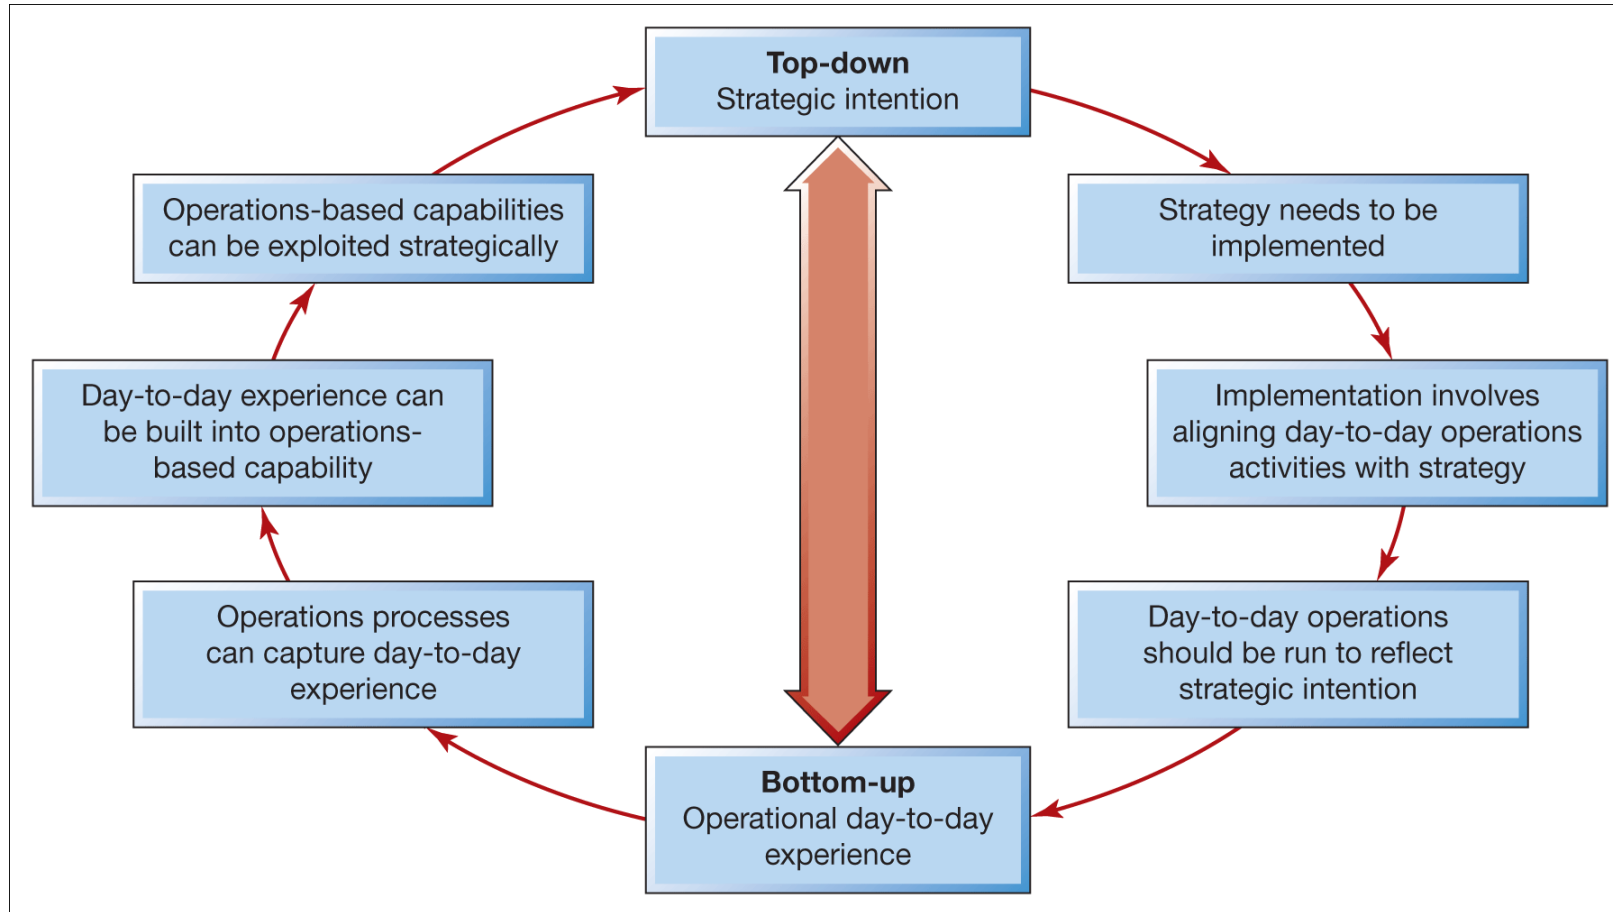 Top-down
Strategic intention
Strategy needs to be
implemented
Implementation involves
aligning day-to-day operations
activities with strategy
Day-to-day operations
should be run to reflect
strategic intention
Bottom-up
Operational day-to-day
experience
Operations processes
can capture day-to-day
experience
Day-to-day experience can
be built into operations-
based capability
Operations-based capabilities
can be exploited strategically